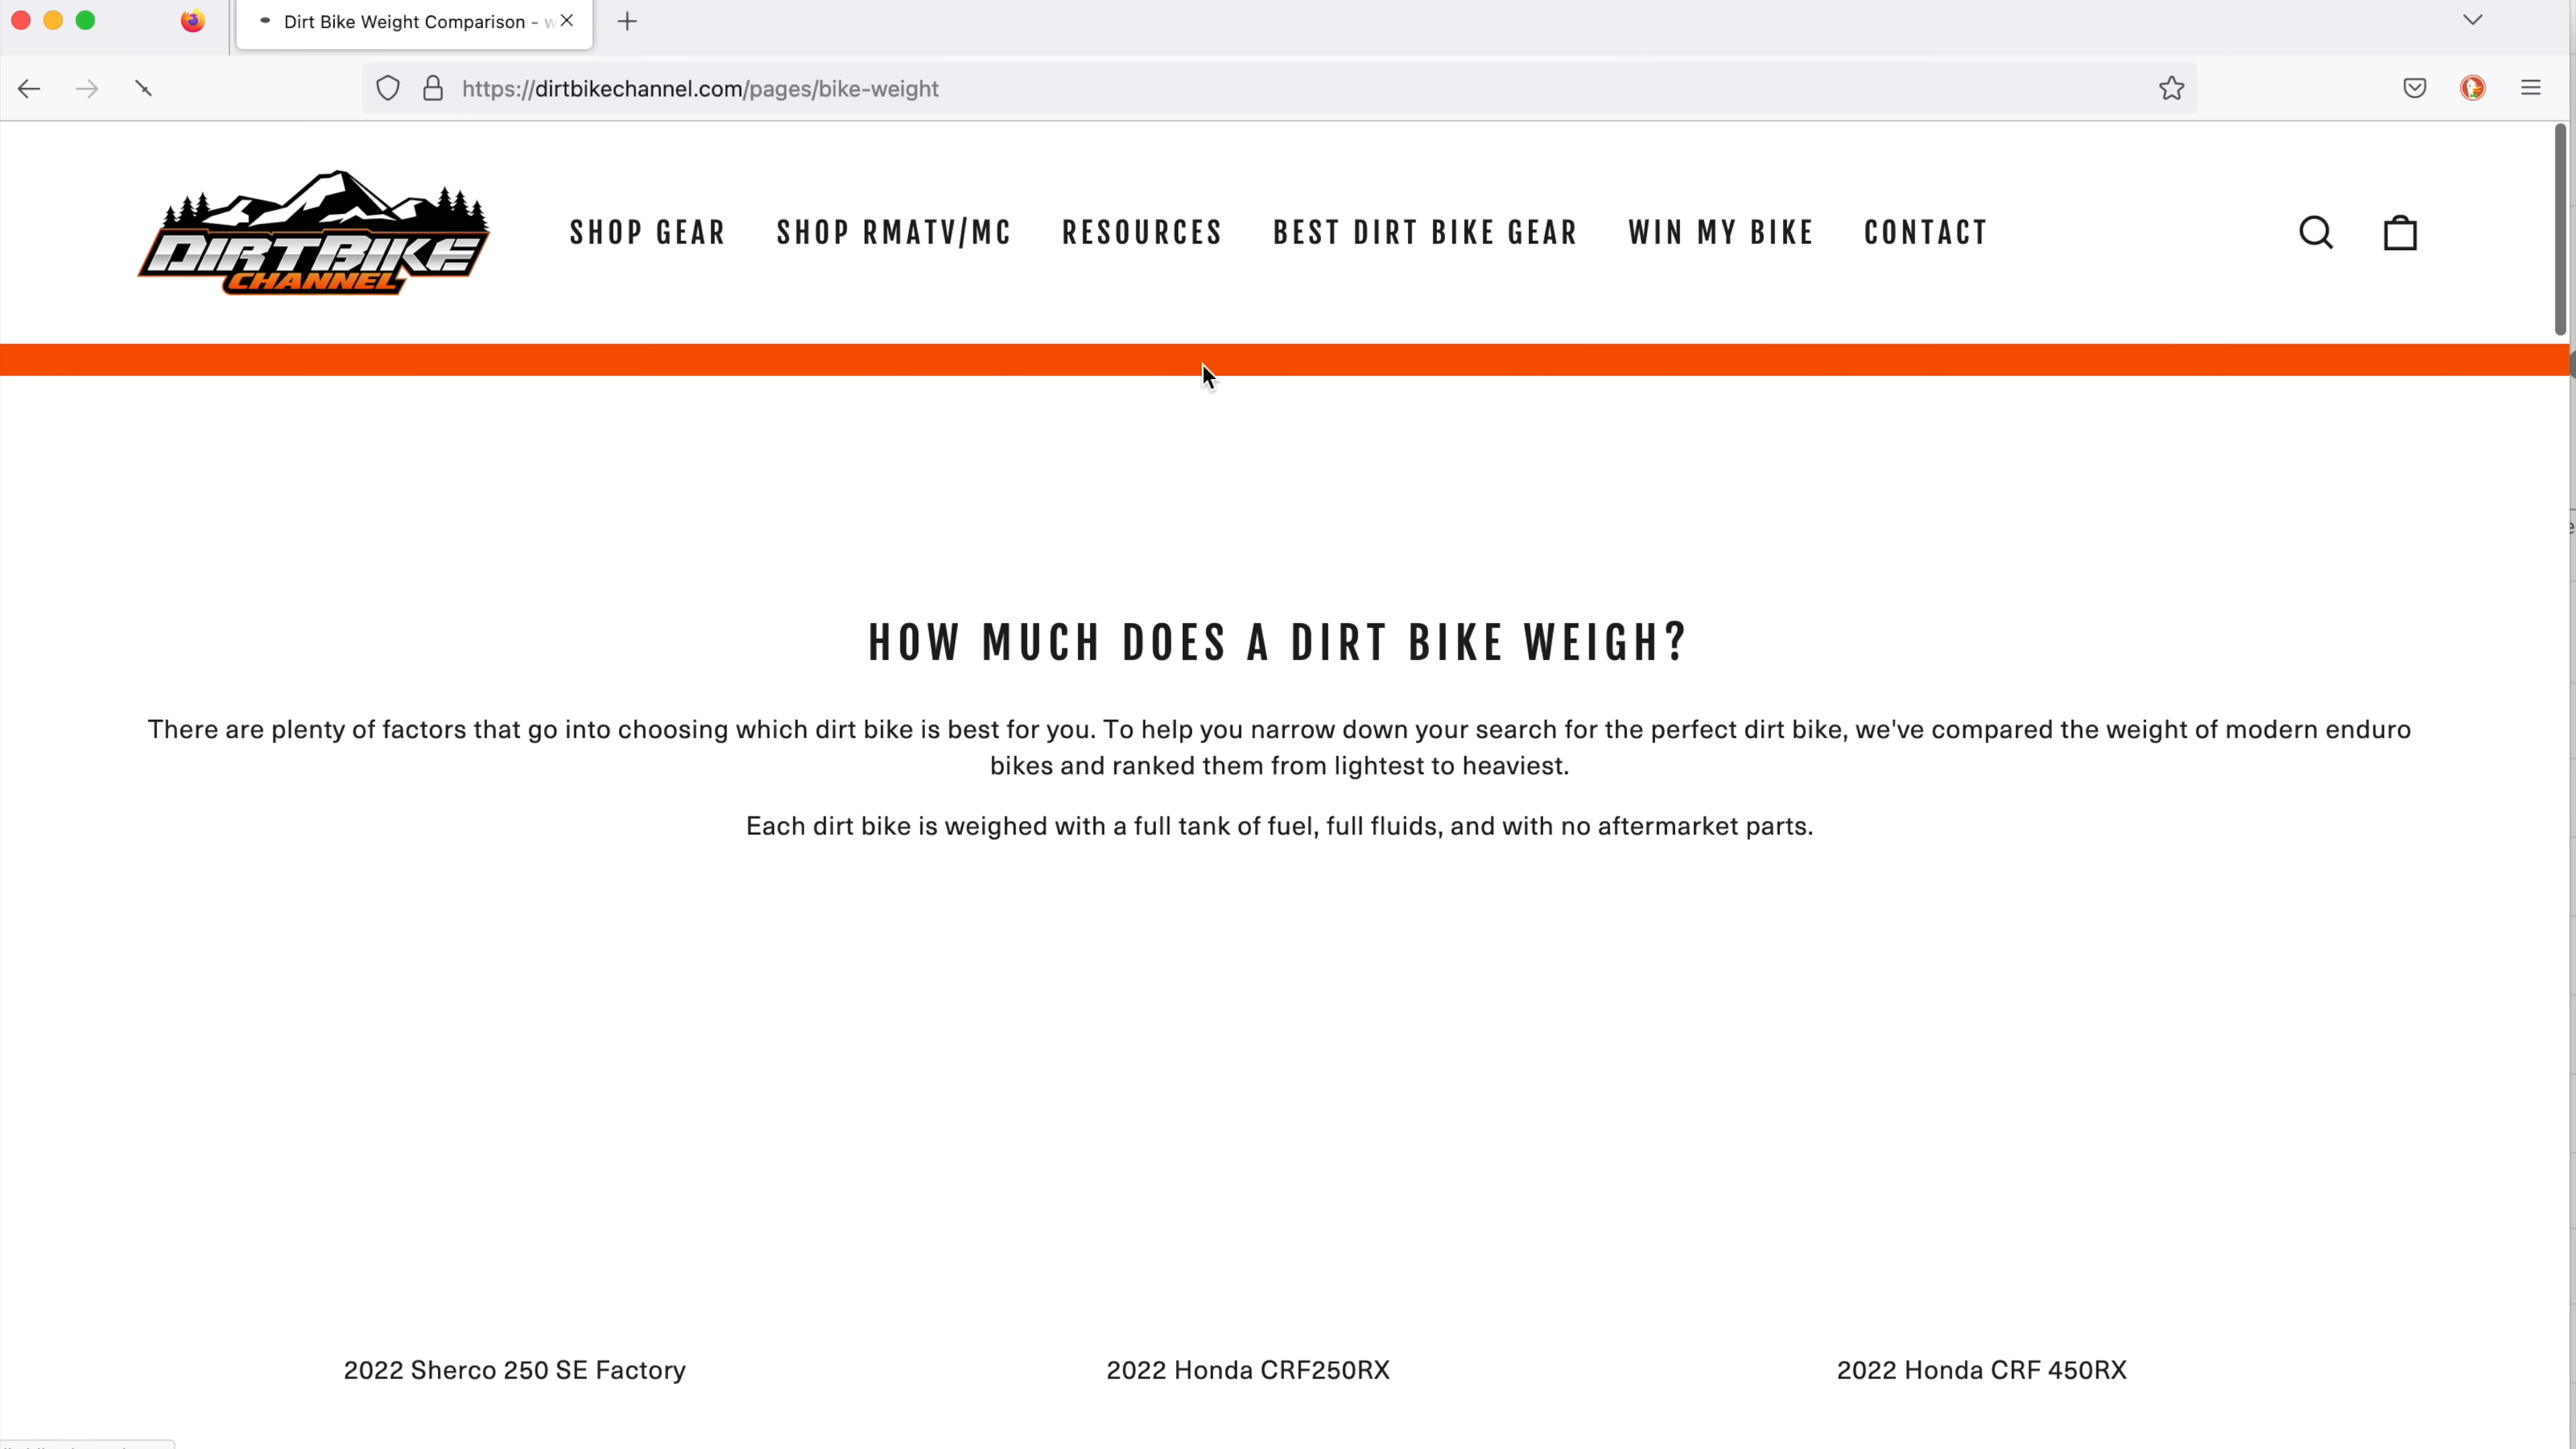 Dirt Bike Weight Comparison - w
https://dirtbikechannel.com/pages/bike-weight
DIRTBIKE
CHANNEL
SHOP GEAR
SHOP RMATV/MC
RESOURCES
BEST DIRT BIKE GEAR
WIN MY BIKE
CONTACT
HOW MUCH DOES A DIRT BIKE WEIGH?
There are plenty of factors that go into choosing which dirt bike is best for you. To help you narrow down your search for the perfect dirt bike, we've compared the weight of modern enduro
bikes and ranked them from lightest to heaviest.
Each dirt bike is weighed with a full tank of fuel, full fluids, and with no aftermarket parts.
2022 Sherco 250 SE Factory
2022 Honda CRF250RX
2022 Honda CRF 450RX